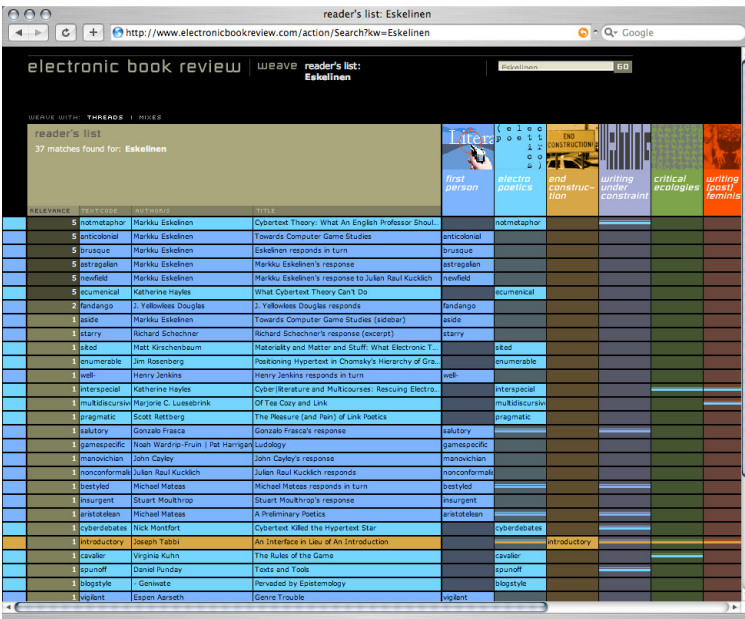 reader's list: Eskelinen
http://www.electronicbookreview.com/action/Search?kw=Eskelinen
Google
electronic book review
weave reader's list:
Eskelinen
Eskelinen GO
WEAVE WITH: THREADS | MIXES
reader's list
37 matches found for: Eskelinen
Litera
END
CONSTRUCTION
first
person
electro
poetics
end
construc-
tion
writing
under
constraint
critical
ecologies
writing
(post)
feminis
RELEVANCE TEXTCODE AUTHOR/S TITLE
5 notmetaphor Markku Eskelinen Cybertext Theory: What An English Professor Shoul... notmetaphor
5 anticolonial Markku Eskelinen Towards Computer Game Studies anticolonial
5 brusque Markku Eskelinen Eskelinen responds in turn brusque
5 astragalian Markku Eskelinen Markku Eskelinen's response astragalian
5 newfield Markku Eskelinen Markku Eskelinen's response to Julian Raul Kucklich newfield
5 ecumenical Katherine Hayles What Cybertext Theory Can't Do ecumenical
2 fandango J. Yellowlees Douglas J. Yellowlees Douglas responds fandango
1 aside Markku Eskelinen Towards Computer Game Studies (sidebar) aside
1 starry Richard Schechner Richard Schechner's response (excerpt) starry
1 sited Matt Kirschenbaum Materiality and Matter and Stuff: What Electronic T... sited
1 enumerable Jim Rosenberg Positioning Hypertext in Chomsky's Hierarchy of Gra... enumerable
1 well- Henry Jenkins Henry Jenkins responds in turn well-
1 interspecial Katherine Hayles Cyber|literature and Multicourses: Rescuing Electro... interspecial
1 multidiscursiv Marjorie C. Luesebrink Of Tea Cozy and Link multidiscursiv
1 pragmatic Scott Rettberg The Pleasure (and Pain) of Link Poetics pragmatic
1 salutory Gonzalo Frasca Gonzalo Frasca's response salutory
1 gamespecific Noah Wardrip-Fruin | Pat Harrigan Ludology gamespecific
1 manovichian John Cayley John Cayley's response manovichian
1 nonconformalis Julian Raul Kucklich Julian Raul Kucklich responds nonconformalis
1 bestyled Michael Mateas Michael Mateas responds in turn bestyled
1 insurgent Stuart Moulthrop Stuart Moulthrop's response insurgent
1 aristotelean Michael Mateas A Preliminary Poetics aristotelean
1 cyberdebates Nick Montfort Cybertext Killed the Hypertext Star cyberdebates
1 introductory Joseph Tabbi An Interface in Lieu of An Introduction introductory
1 cavalier Virginia Kuhn The Rules of the Game cavalier
1 spunoff Daniel Punday Texts and Tools spunoff
1 blogstyle - Geniwate Pervaded by Epistemology blogstyle
1 vigilant Espen Aarseth Genre Trouble vigilant